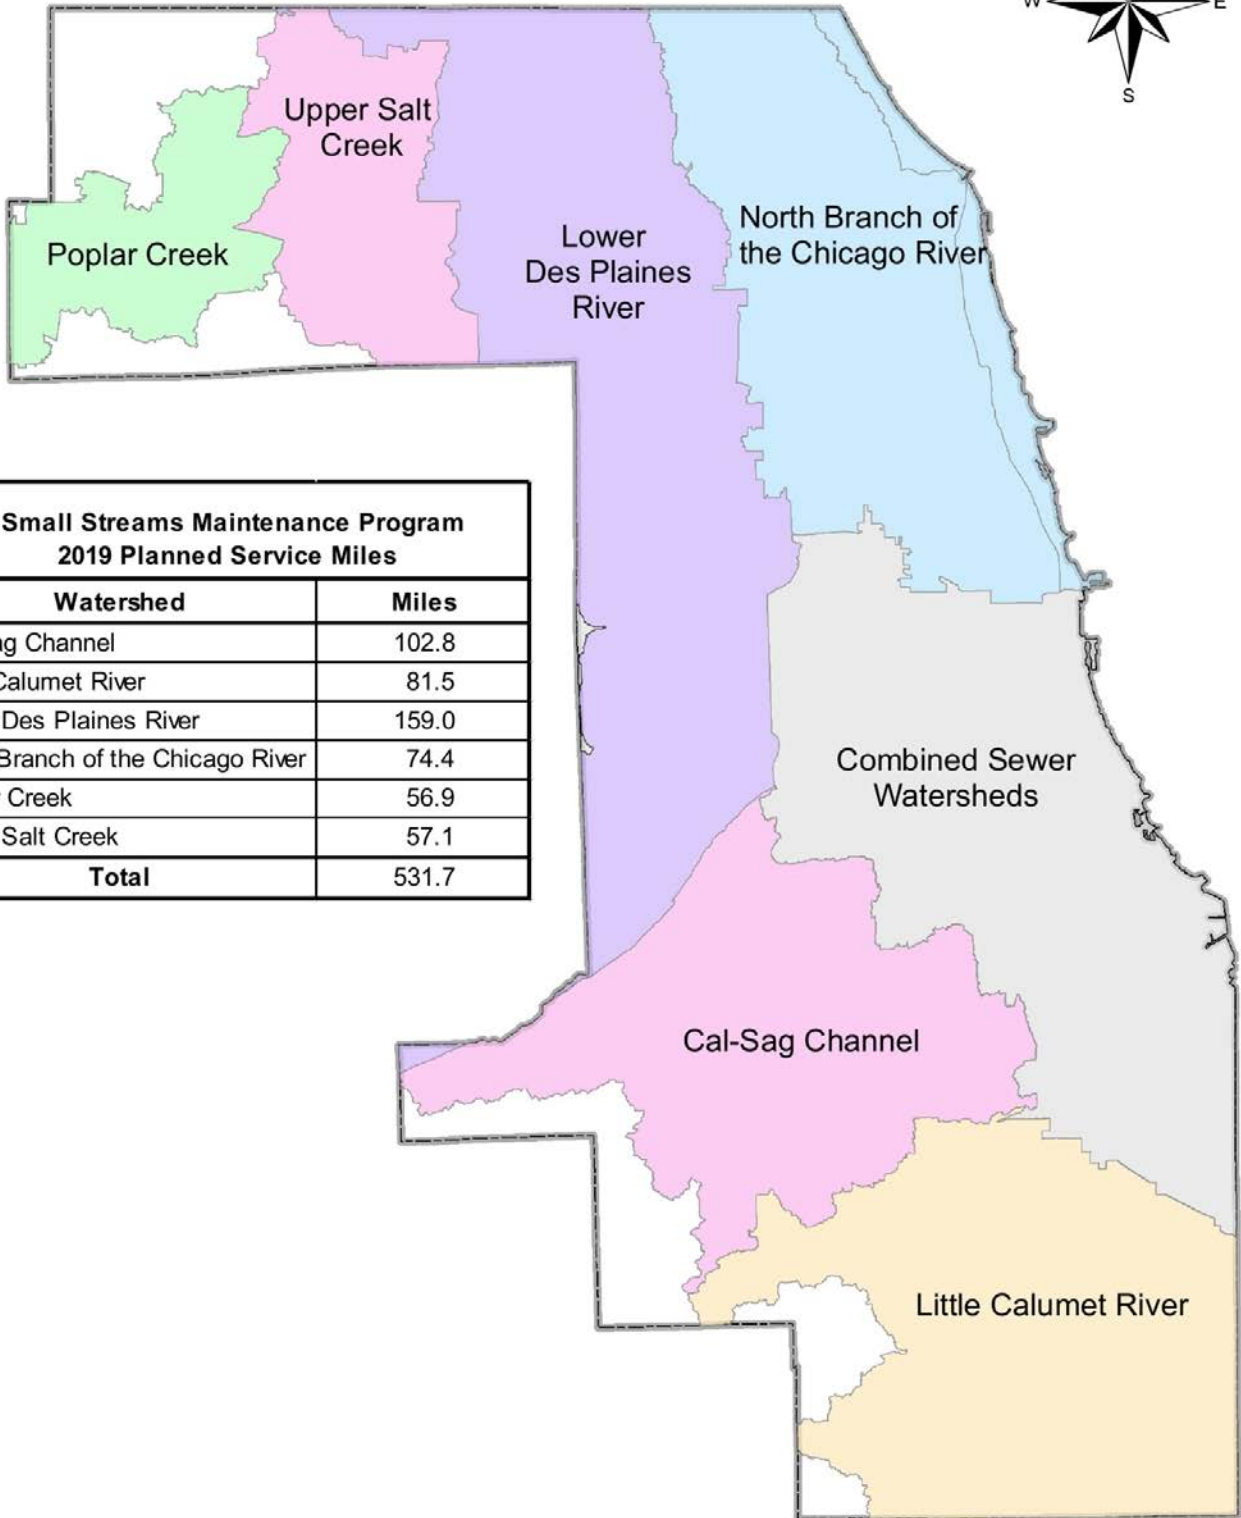 W E
S
Upper Salt
Creek
Poplar Creek
Lower
Des Plaines
River
North Branch of
the Chicago River
Small Streams Maintenance Program
2019 Planned Service Miles
Watershed Miles
ag Channel 102.8
Calumet River 81.5
Des Plaines River 159.0
Branch of the Chicago River 74.4
Creek 56.9
Salt Creek 57.1
Total 531.7
Combined Sewer
Watersheds
Cal-Sag Channel
Little Calumet River